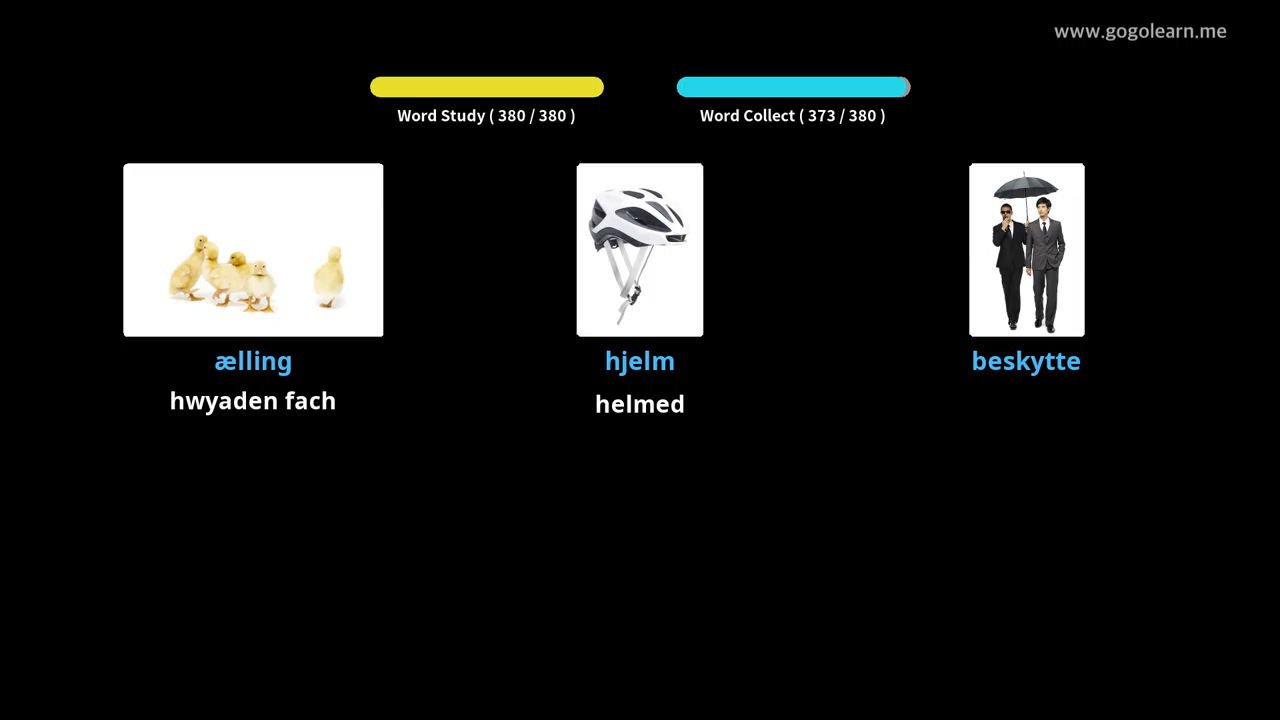 www.gogolearn.me
Word Study ( 380 / 380 )
Word Collect ( 373 / 380 )
ælling
hjelm
beskytte
hwyaden fach
helmed